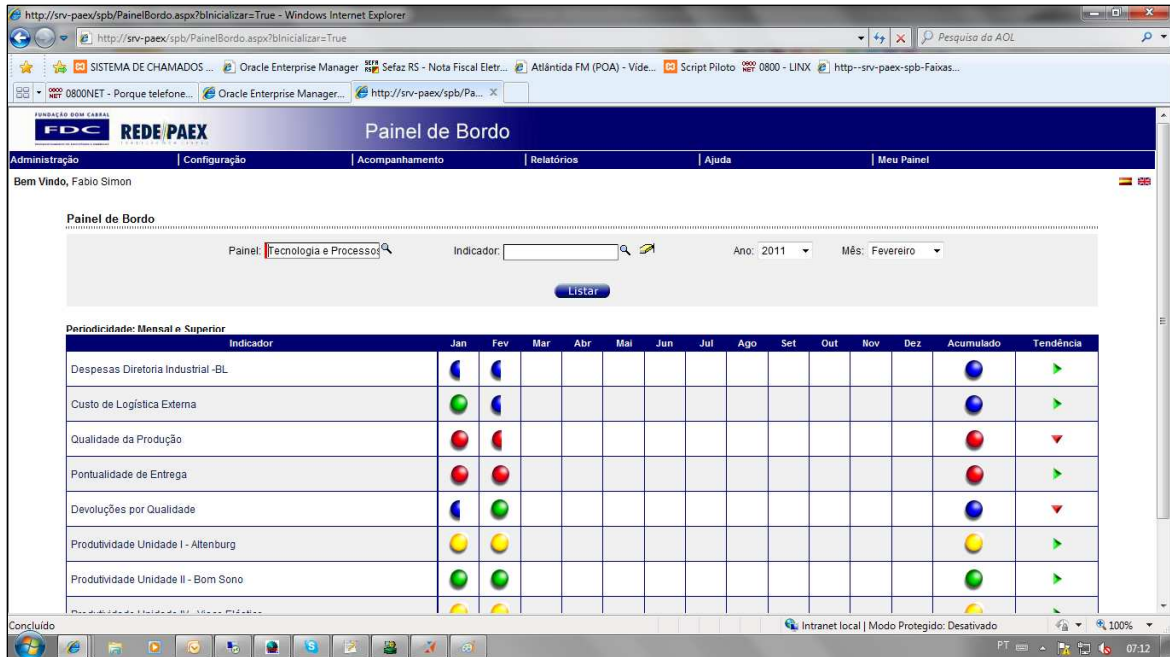 http://srv-paex/spb/PainelBordo.aspx?bInicializar=True - Windows Internet Explorer
http://srv-paex/spb/PainelBordo.aspx?bInicializar=True
Pesquisa da AOL
SISTEMA DE CHAMADOS ... Oracle Enterprise Manager Sefaz RS - Nota Fiscal Eletr... Atlântida FM (POA) - Víde... Script Piloto 0800 - LINX http--srv-paex-spb-Faixas...
0800NET - Porque telefone... Oracle Enterprise Manager... http://srv-paex/spb/Pa... X
FUNDAÇÃO DOM CABRAL
FDC REDE PAEX Painel de Bordo
Administração Configuração Acompanhamento Relatórios Ajuda Meu Painel
Bem Vindo, Fabio Simon
Painel de Bordo
Painel: Tecnologia e Processos Indicador: Ano: 2011 Mês: Fevereiro
Listar
Periodicidade: Mensal e Superior
Indicador Jan Fev Mar Abr Mai Jun Jul Ago Set Out Nov Dez Acumulado Tendência
Despesas Diretoria Industrial -BL
Custo de Logística Externa
Qualidade da Produção
Pontualidade de Entrega
Devoluções por Qualidade
Produtividade Unidade I - Altenburg
Produtividade Unidade II - Bom Sono
Concluído Intranet local | Modo Protegido: Desativado 100%
PT 07:12